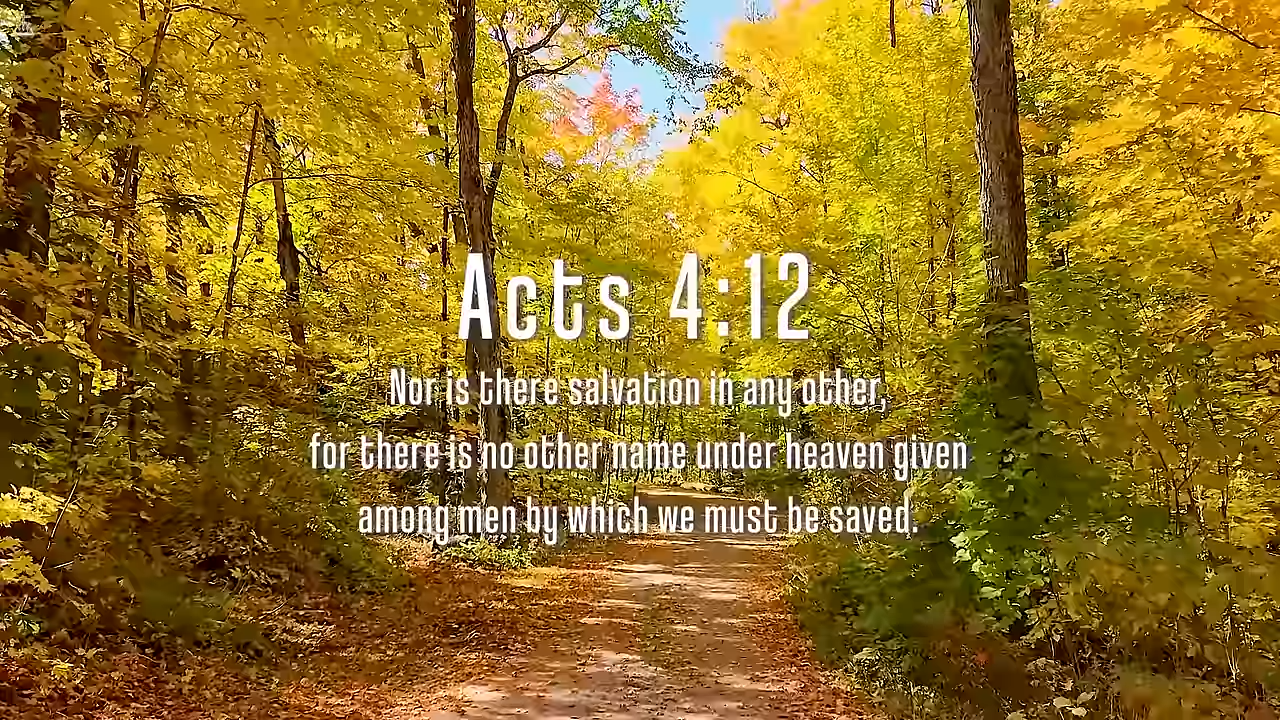 Acts 4:12
Nor is there salvation in any other,
for there is no other name under heaven given
among men by which we must be saved.